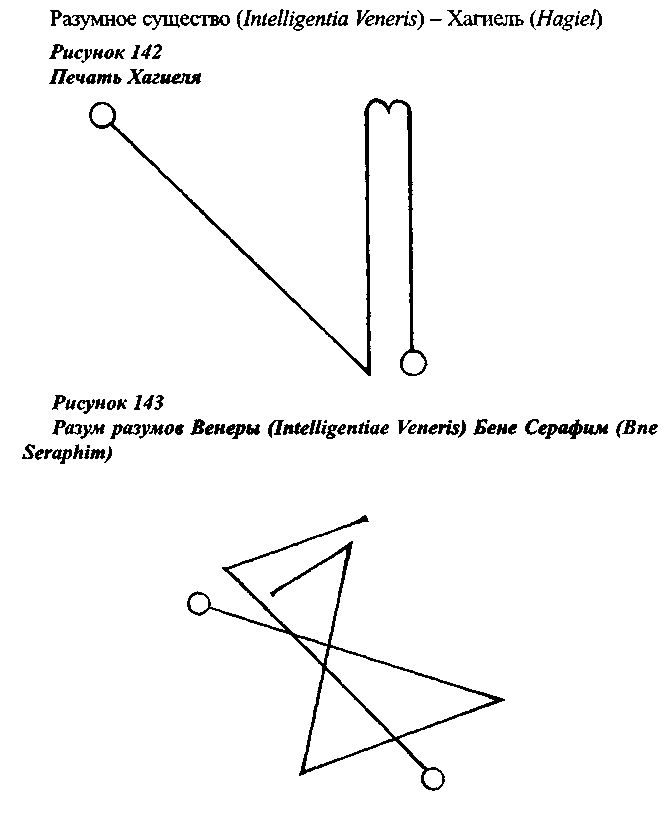 Разумное существо (Intelligentia Veneris) – Хагиель (Hagiel)
Рисунок 142
Печать Хагиеля
Рисунок 143
Разум разумов Венеры (Intelligentiae Veneris) Бене Серафим (Bne
Seraphim)